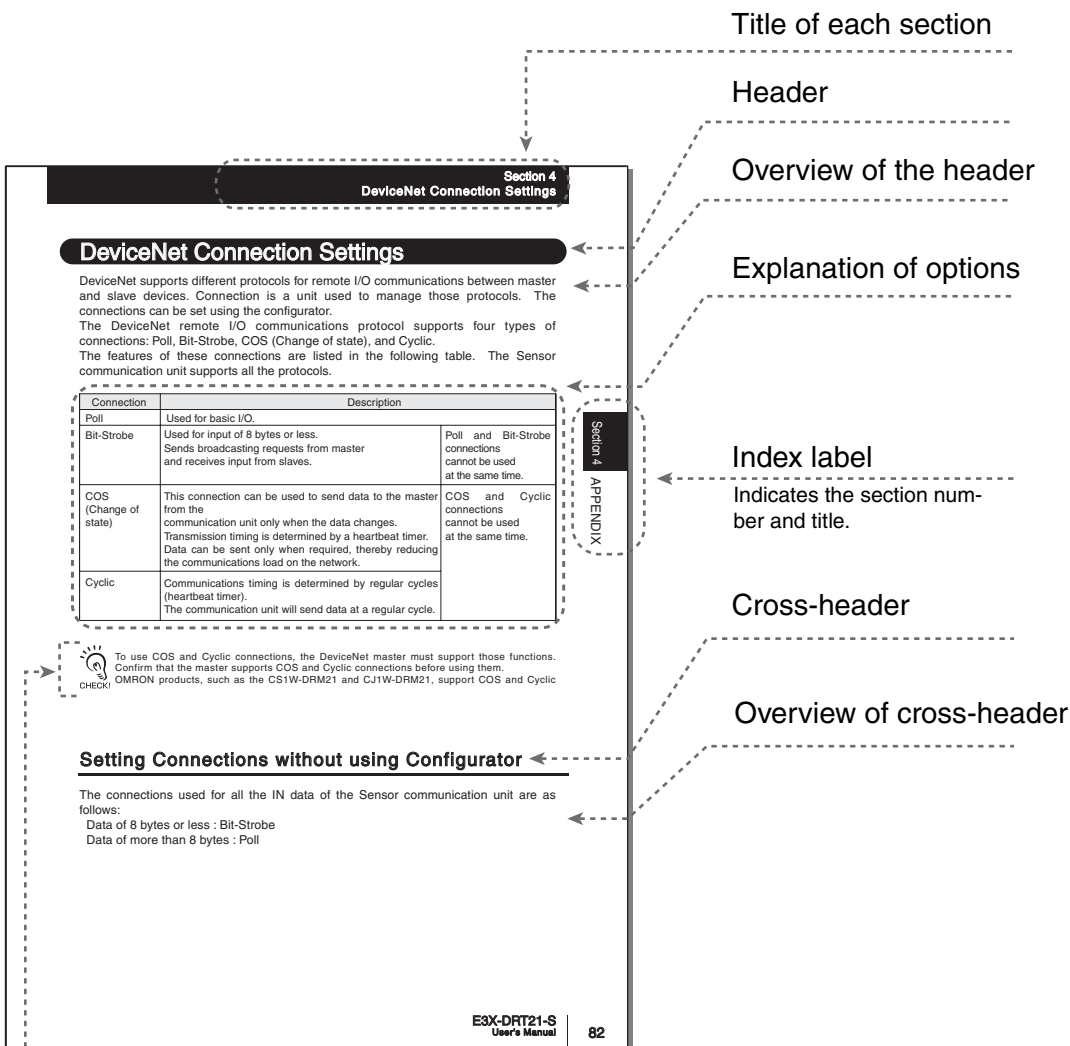 Title of each section
Header
Overview of the header
Explanation of options
Index label
Indicates the section num-
ber and title.
Cross-header
Overview of cross-header
Section 4
DeviceNet Connection Settings
DeviceNet Connection Settings
DeviceNet supports different protocols for remote I/O communications between master
and slave devices. Connection is a unit used to manage those protocols. The
connections can be set using the configurator.
The DeviceNet remote I/O communications protocol supports four types of
connections: Poll, Bit-Strobe, COS (Change of state), and Cyclic.
The features of these connections are listed in the following table. The Sensor
communication unit supports all the protocols.
Connection Description
Poll Used for basic I/O.
Bit-Strobe
Used for input of 8 bytes or less.
Sends broadcasting requests from master
and receives input from slaves.
Poll and Bit-Strobe
connections
cannot be used
at the same time.
COS
(Change of
state)
This connection can be used to send data to the master
from the
communication unit only when the data changes.
Transmission timing is determined by a heartbeat timer.
Data can be sent only when required, thereby reducing
the communications load on the network.
COS and Cyclic
connections
cannot be used
at the same time.
Cyclic
Communications timing is determined by regular cycles
(heartbeat timer).
The communication unit will send data at a regular cycle.
Section 4 APPENDIX
CHECK!
To use COS and Cyclic connections, the DeviceNet master must support those functions.
Confirm that the master supports COS and Cyclic connections before using them.
OMRON products, such as the CS1W-DRM21 and CJ1W-DRM21, support COS and Cyclic
Setting Connections without using Configurator
The connections used for all the IN data of the Sensor communication unit are as
follows:
Data of 8 bytes or less : Bit-Strobe
Data of more than 8 bytes : Poll
E3X-DRT21-S
User's Manual
82